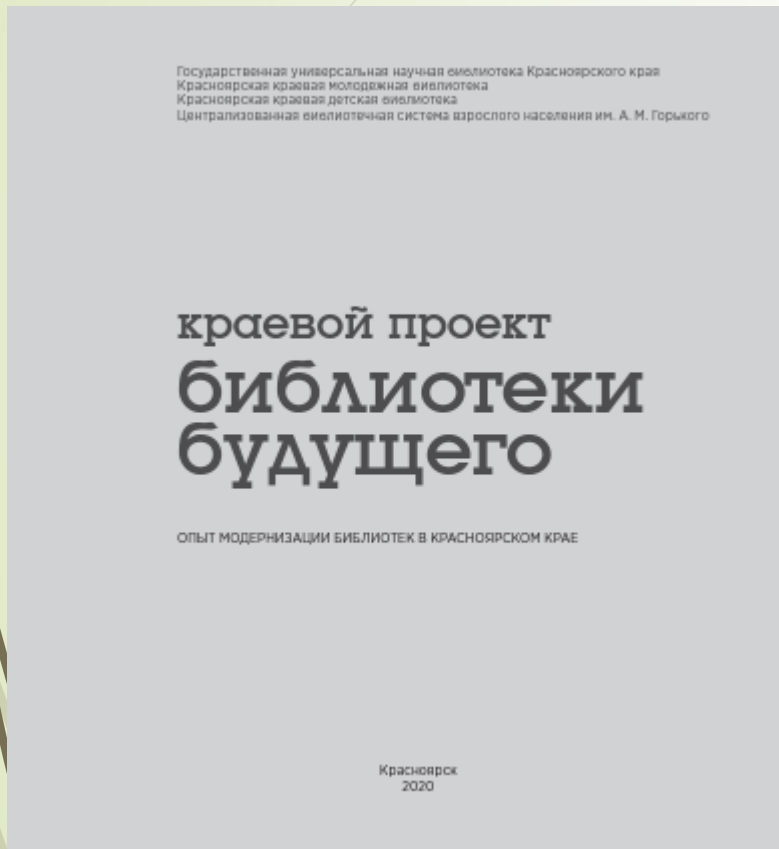 Государственная универсальная научная библиотека Красноярского края
Красноярская краевая молодежная библиотека
Красноярская краевая детская библиотека
Централизованная библиотечная система взрослого населения им. А. М. Горького
краевой проект
библиотеки
будущего
ОПЫТ МОДЕРНИЗАЦИИ БИБЛИОТЕК В КРАСНОЯРСКОМ КРАЕ
Красноярск
2020